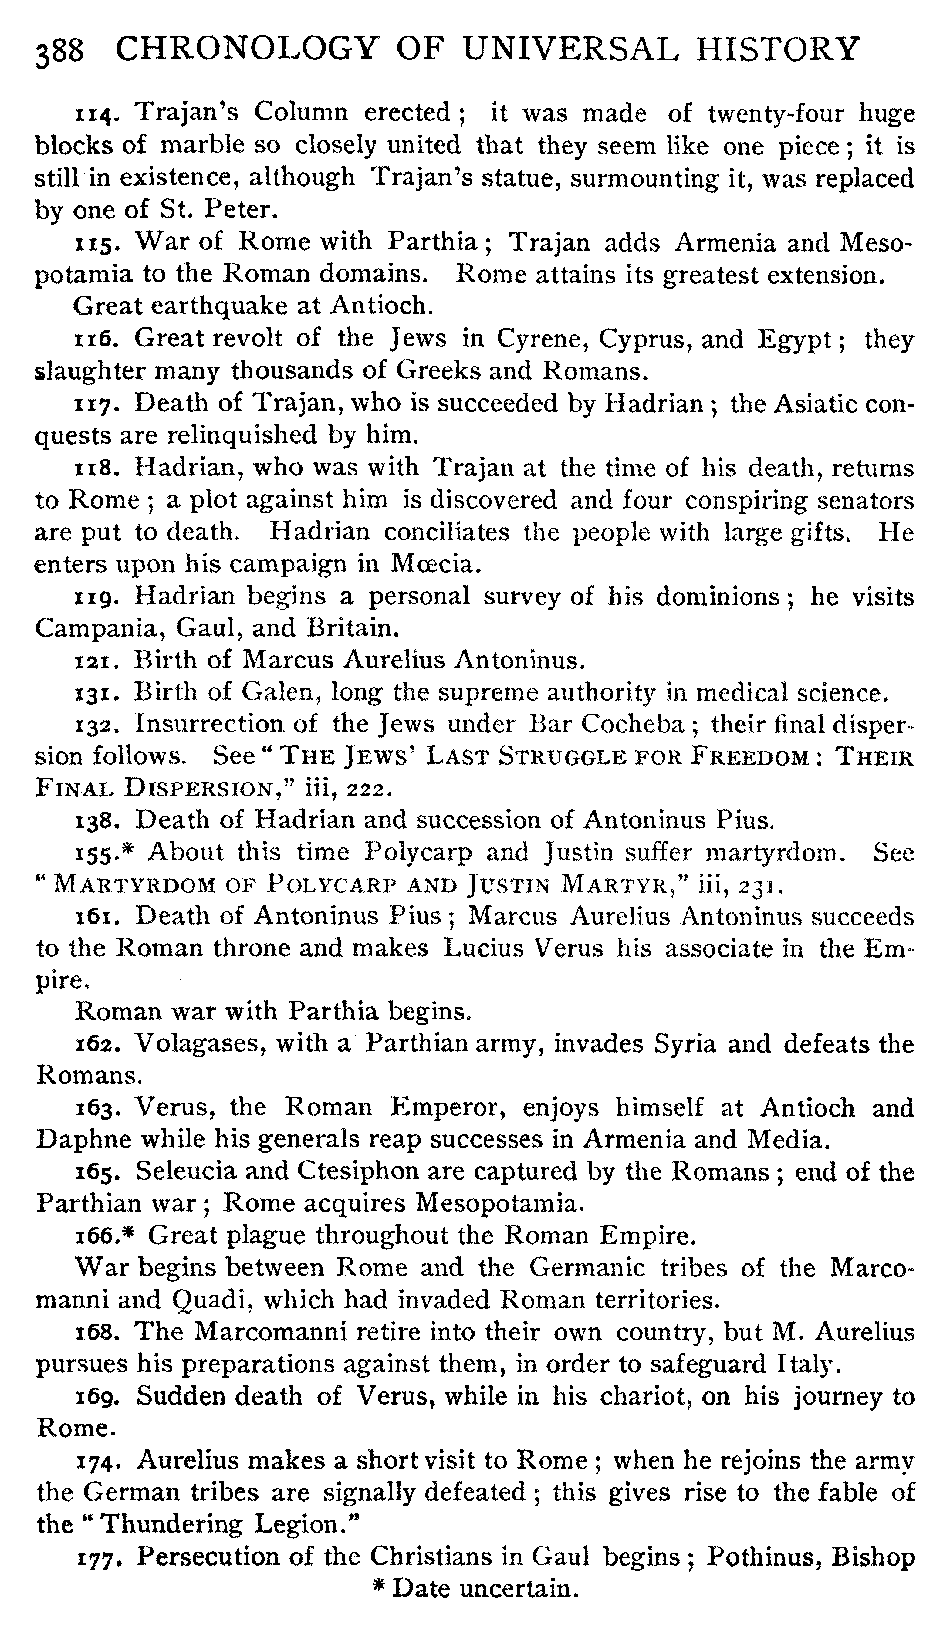 388 CHRONOLOGY OF UNIVERSAL HISTORY
114. Trajan's Column erected; it was made of twenty-four huge
blocks of marble so closely united that they seem like one piece; it is
still in existence, although Trajan's statue, surmounting it, was replaced
by one of St. Peter.
115. War of Rome with Parthia; Trajan adds Armenia and Meso-
potamia to the Roman domains. Rome attains its greatest extension.
Great earthquake at Antioch.
116. Great revolt of the Jews in Cyrene, Cyprus, and Egypt; they
slaughter many thousands of Greeks and Romans.
117. Death of Trajan, who is succeeded by Hadrian; the Asiatic con-
quests are relinquished by him.
118. Hadrian, who was with Trajan at the time of his death, returns
to Rome; a plot against him is discovered and four conspiring senators
are put to death. Hadrian conciliates the people with large gifts. He
enters upon his campaign in Mœcia.
119. Hadrian begins a personal survey of his dominions; he visits
Campania, Gaul, and Britain.
121. Birth of Marcus Aurelius Antoninus.
131. Birth of Galen, long the supreme authority in medical science.
132. Insurrection of the Jews under Bar Cocheba; their final disper-
sion follows. See "THE JEWS' LAST STRUGGLE FOR FREEDOM: THEIR
FINAL DISPERSION," iii, 222.
138. Death of Hadrian and succession of Antoninus Pius.
155.* About this time Polycarp and Justin suffer martyrdom. See
"MARTYRDOM OF POLYCARP AND JUSTIN MARTYR," iii, 231.
161. Death of Antoninus Pius; Marcus Aurelius Antoninus succeeds
to the Roman throne and makes Lucius Verus his associate in the Em-
pire.
Roman war with Parthia begins.
162. Volagases, with a Parthian army, invades Syria and defeats the
Romans.
163. Verus, the Roman Emperor, enjoys himself at Antioch and
Daphne while his generals reap successes in Armenia and Media.
165. Seleucia and Ctesiphon are captured by the Romans; end of the
Parthian war; Rome acquires Mesopotamia.
166.* Great plague throughout the Roman Empire.
War begins between Rome and the Germanic tribes of the Marco-
manni and Quadi, which had invaded Roman territories.
168. The Marcomanni retire into their own country, but M. Aurelius
pursues his preparations against them, in order to safeguard Italy.
169. Sudden death of Verus, while in his chariot, on his journey to
Rome.
174. Aurelius makes a short visit to Rome; when he rejoins the army
the German tribes are signally defeated; this gives rise to the fable of
the "Thundering Legion."
177. Persecution of the Christians in Gaul begins; Pothinus, Bishop
* Date uncertain.